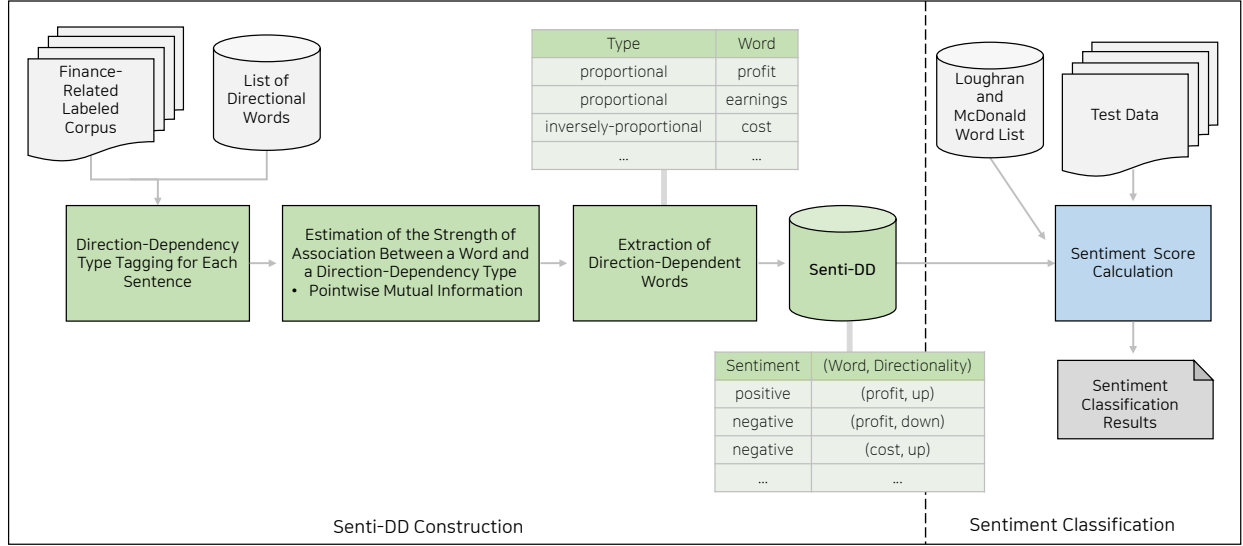 Finance-
Related
Labeled
Corpus
List of
Directional
Words
Type Word
proportional profit
proportional earnings
inversely-proportional cost
... ...
Loughran
and
McDonald
Word List
Test Data
Direction-Dependency
Type Tagging for Each
Sentence
Estimation of the Strength of
Association Between a Word and
a Direction-Dependency Type
• Pointwise Mutual Information
Extraction of
Direction-Dependent
Words
Senti-DD
Sentiment Score
Calculation
Sentiment (Word, Directionality)
positive (profit, up)
negative (profit, down)
negative (cost, up)
... ...
Sentiment
Classification
Results
Senti-DD Construction
Sentiment Classification